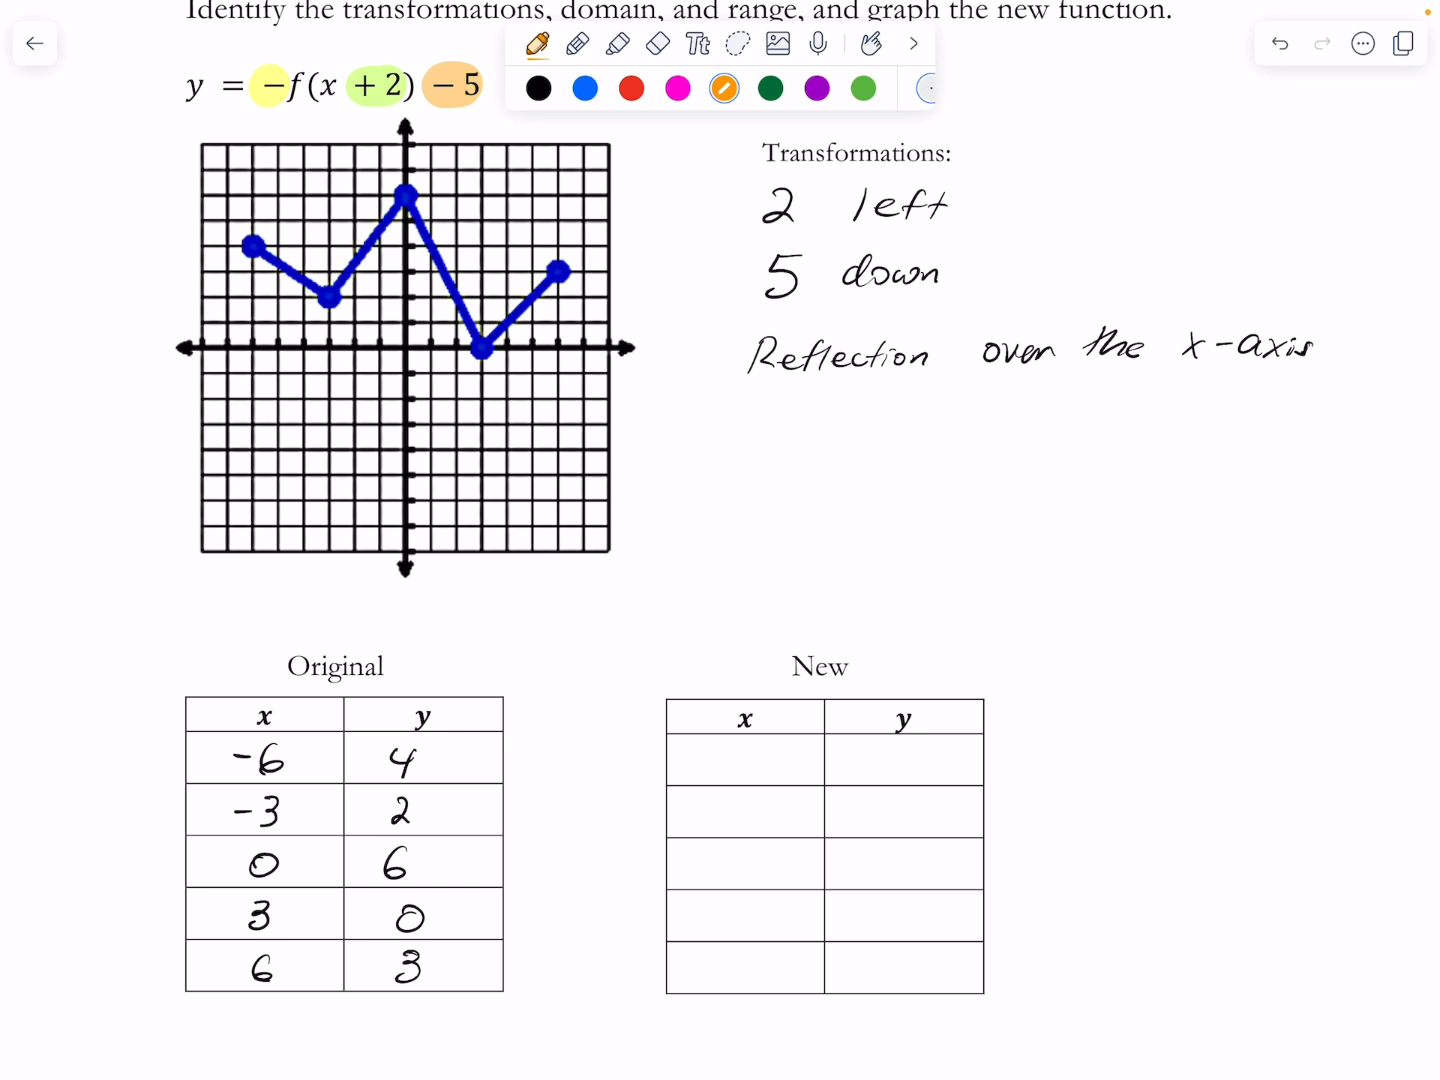 Identify the transformations, domain, and range, and graph the new function.
Tt
y = −f(x + 2) − 5
Transformations:
2 left
5 down
Reflection over the x-axis
Original
x y
-6 4
-3 2
0 6
3 0
6 3
New
x y